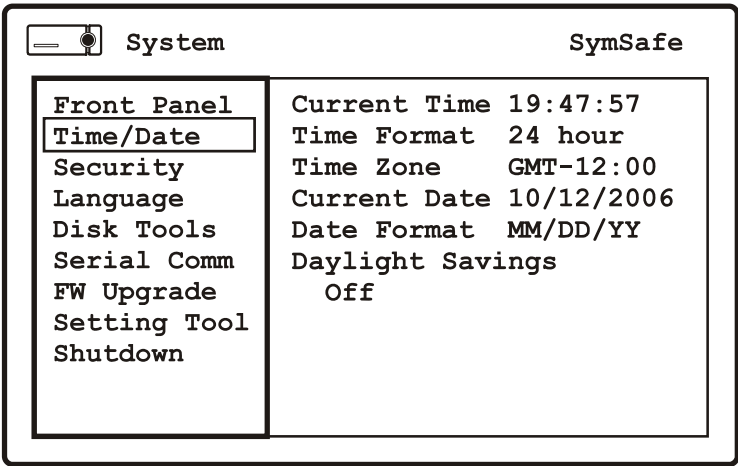 System SymSafe
Front Panel
Time/Date
Security
Language
Disk Tools
Serial Comm
FW Upgrade
Setting Tool
Shutdown
Current Time 19:47:57
Time Format 24 hour
Time Zone GMT-12:00
Current Date 10/12/2006
Date Format MM/DD/YY
Daylight Savings
Off